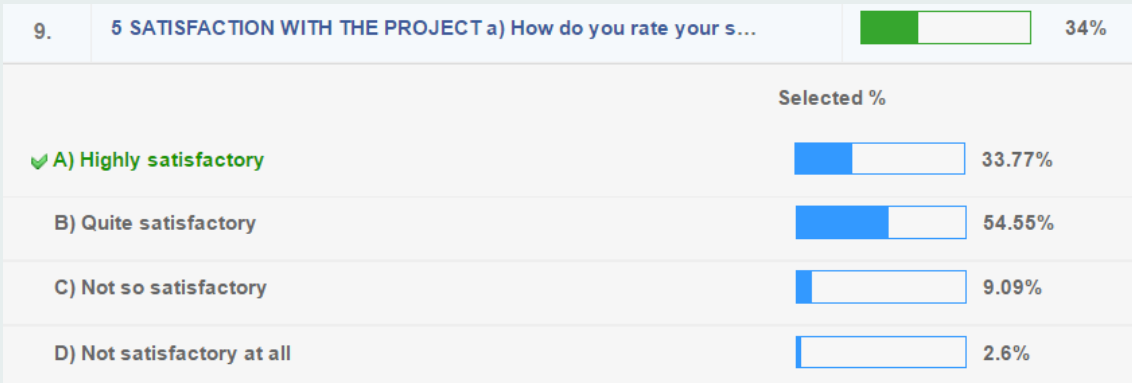 9. 5 SATISFACTION WITH THE PROJECT a) How do you rate your s... 34%
Selected %
A) Highly satisfactory 33.77%
B) Quite satisfactory 54.55%
C) Not so satisfactory 9.09%
D) Not satisfactory at all 2.6%